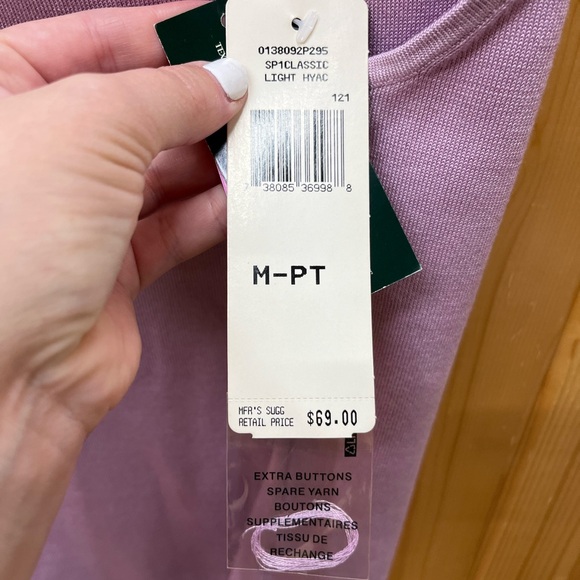 0138092P295
SP1CLASSIC
LIGHT HYAC
121
38085 36998 8
M-PT
MFR'S SUGG
RETAIL PRICE $69.00
EXTRA BUTTONS
SPARE YARN
BOUTONS
SUPPLÉMENTAIRES
TISSU DE
RECHANGE